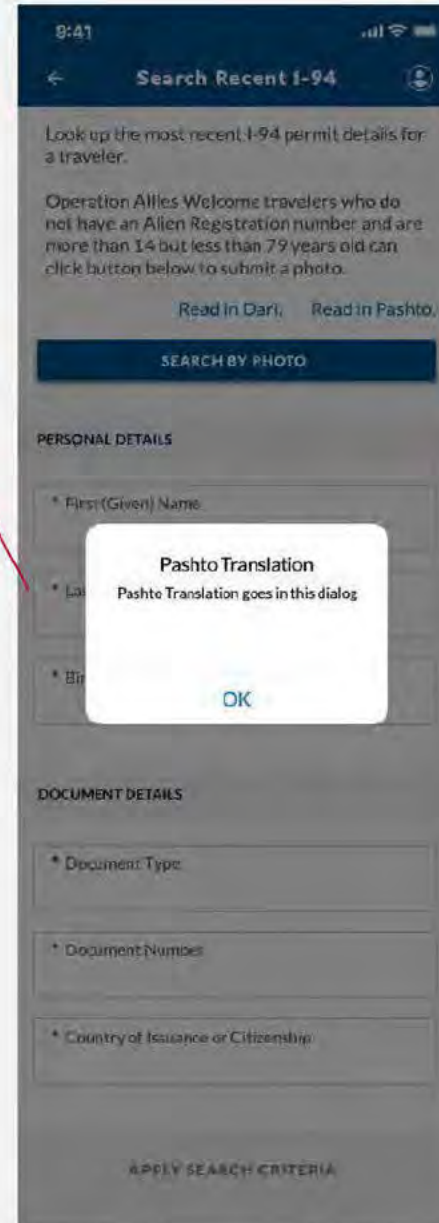 9:41
Search Recent I-94
Look up the most recent I-94 permit details for
a traveler.
Operation Allies Welcome travelers who do
not have an Alien Registration number and are
more than 14 but less than 79 years old can
click button below to submit a photo.
Read in Dari. Read in Pashto.
SEARCH BY PHOTO
PERSONAL DETAILS
* First (Given) Name
Pashto Translation
* La
Pashto Translation goes in this dialog
* Bir
OK
DOCUMENT DETAILS
* Document Type
* Document Number
* Country of Issuance or Citizenship
APPLY SEARCH CRITERIA